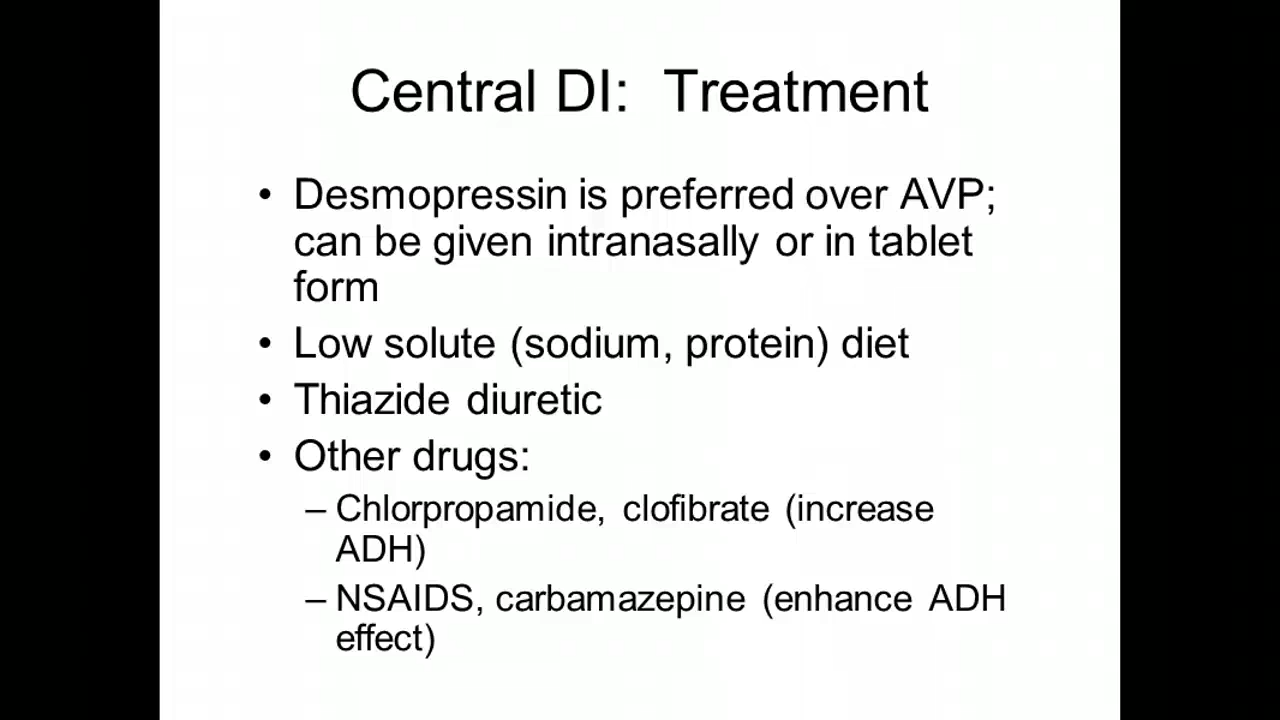 Central DI: Treatment
• Desmopressin is preferred over AVP;
can be given intranasally or in tablet
form
• Low solute (sodium, protein) diet
• Thiazide diuretic
• Other drugs:
– Chlorpropamide, clofibrate (increase
ADH)
– NSAIDS, carbamazepine (enhance ADH
effect)